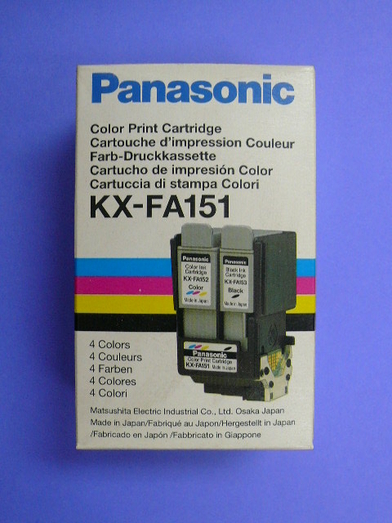 Panasonic
Color Print Cartridge
Cartouche d'impression Couleur
Farb-Druckkassette
Cartucho de impresión Color
Cartuccia di stampa Colori
KX-FA151
Panasonic
Color Ink
Cartridge
KX-FA152
Color
Made in Japan
Panasonic
Black Ink
Cartridge
KX-FA153
Black
Made in Japan
Panasonic
Color Print Cartridge
KX-FA151 Made in Japan
4 Colors
4 Couleurs
4 Farben
4 Colores
4 Colori
Matsushita Electric Industrial Co., Ltd. Osaka Japan
Made in Japan/Fabriqué au Japon/Hergestellt in Japan
/Fabricado en Japón /Fabbricato in Giappone